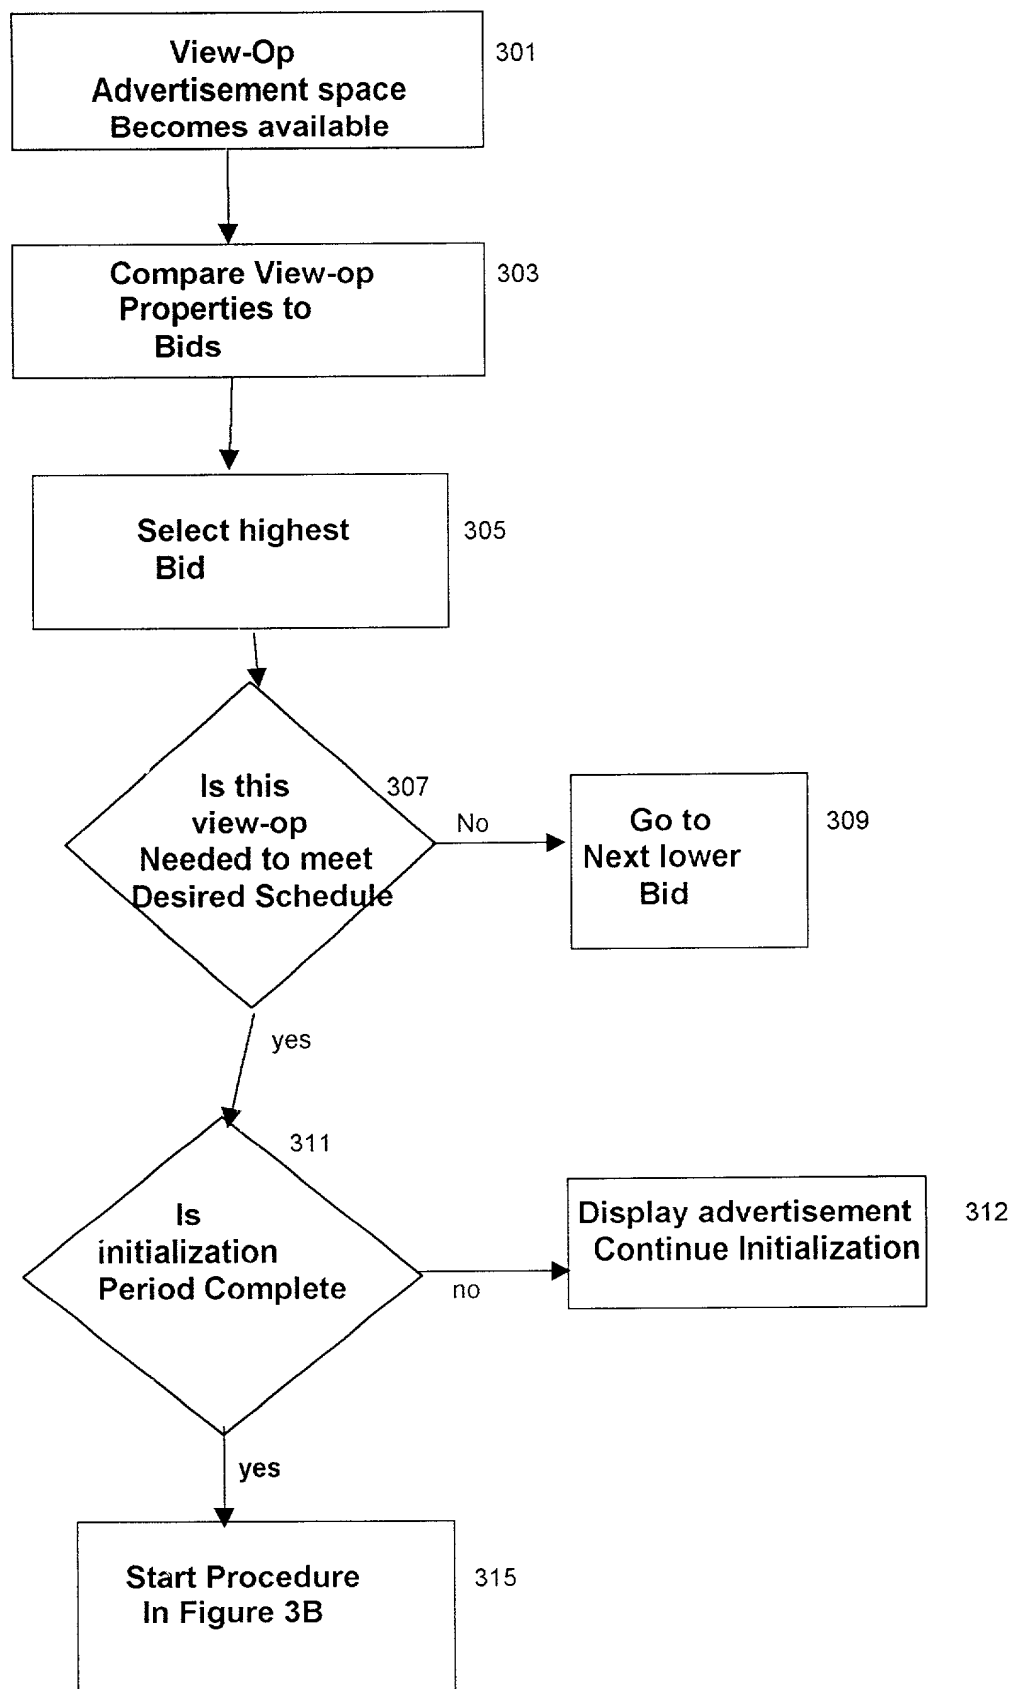 View-Op
Advertisement space
Becomes available
301
Compare View-op
Properties to
Bids
303
Select highest
Bid
305
Is this
view-op
Needed to meet
Desired Schedule
307
No
Go to
Next lower
Bid
309
yes
Is
initialization
Period Complete
311
no
Display advertisement
Continue Initialization
312
yes
Start Procedure
In Figure 3B
315